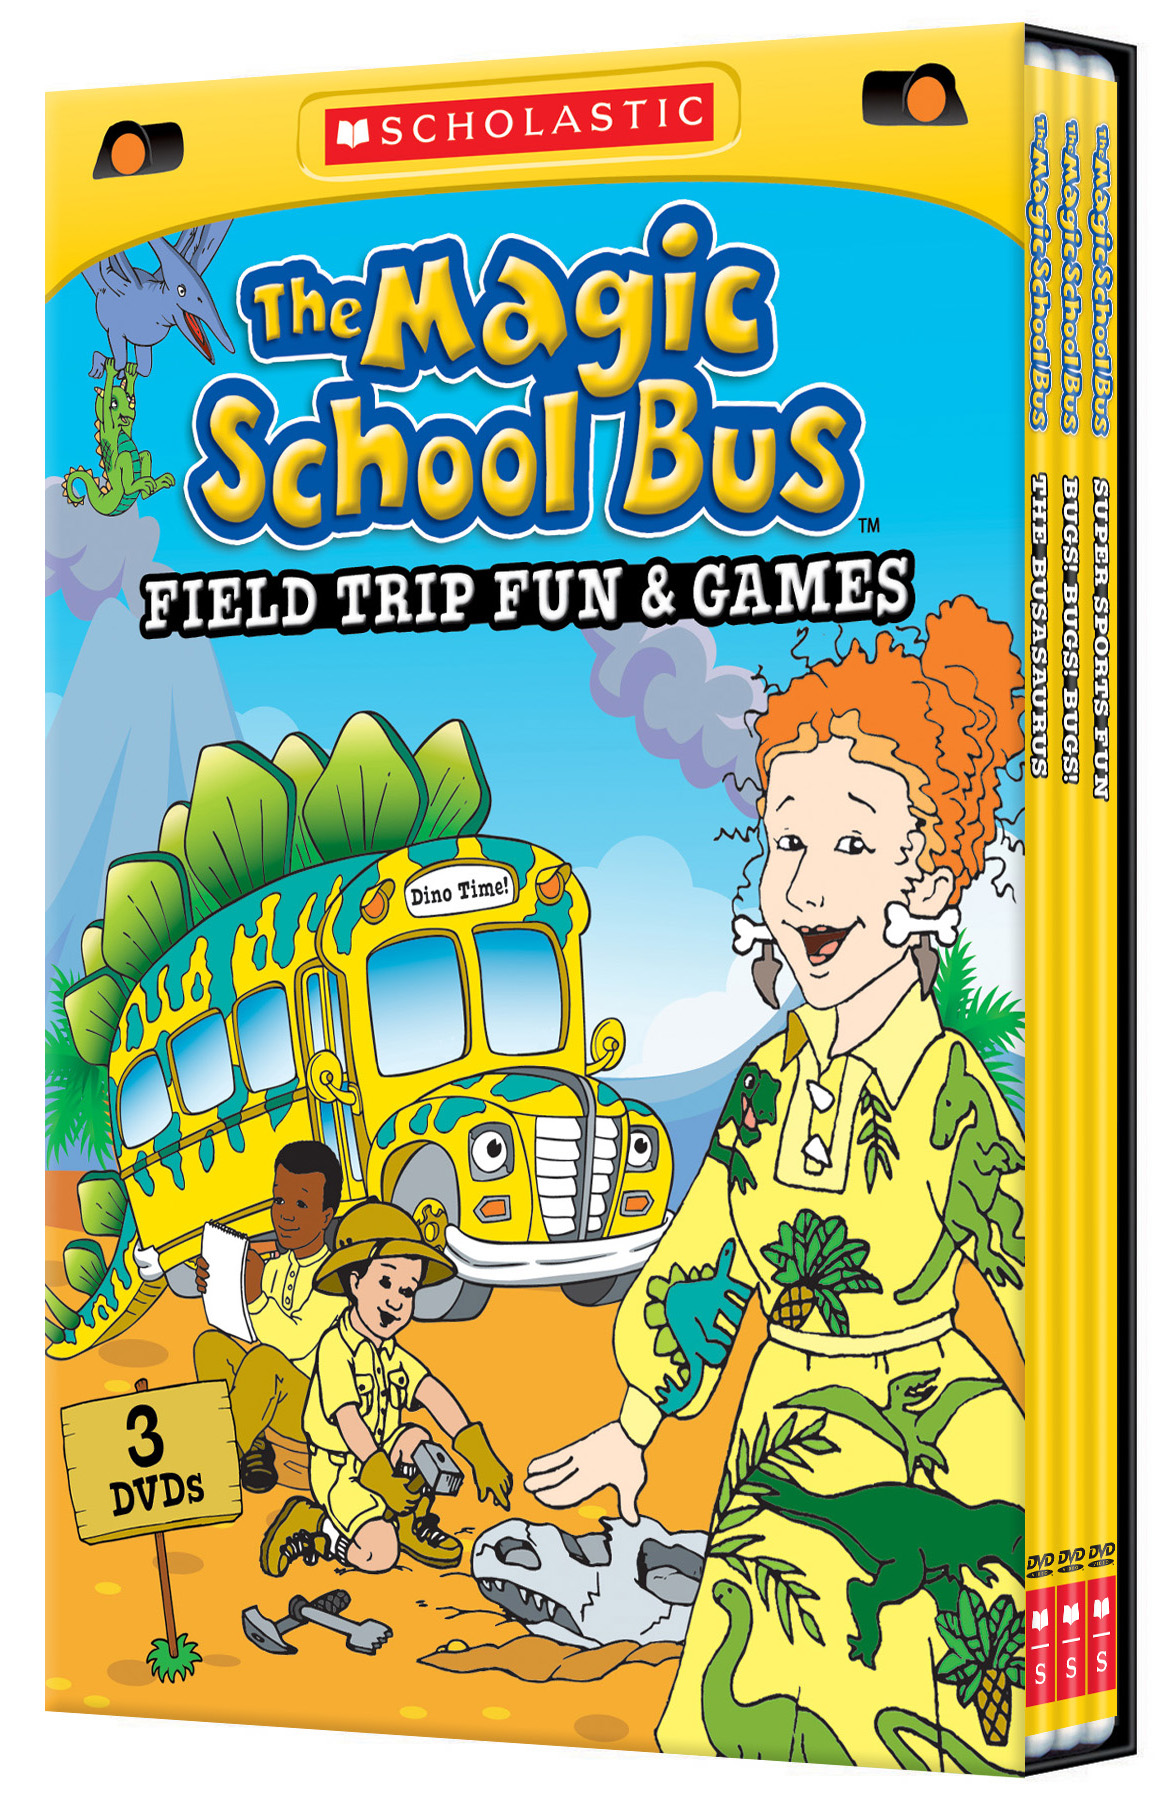 SCHOLASTIC
The Magic
School Bus
TM
FIELD TRIP FUN & GAMES
Dino Time!
3
DVDs
The Magic School Bus
THE BUSASAURUS
DVD
S
The Magic School Bus
BUGS! BUGS! BUGS!
DVD
S
The Magic School Bus
SUPER SPORTS FUN
DVD
VIDEO
S